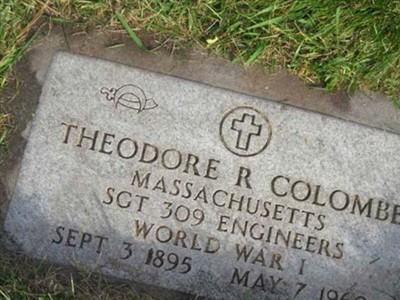 THEODORE R COLOMBE
MASSACHUSETTS
SGT 309 ENGINEERS
WORLD WAR I
SEPT 3 1895 MAY 7